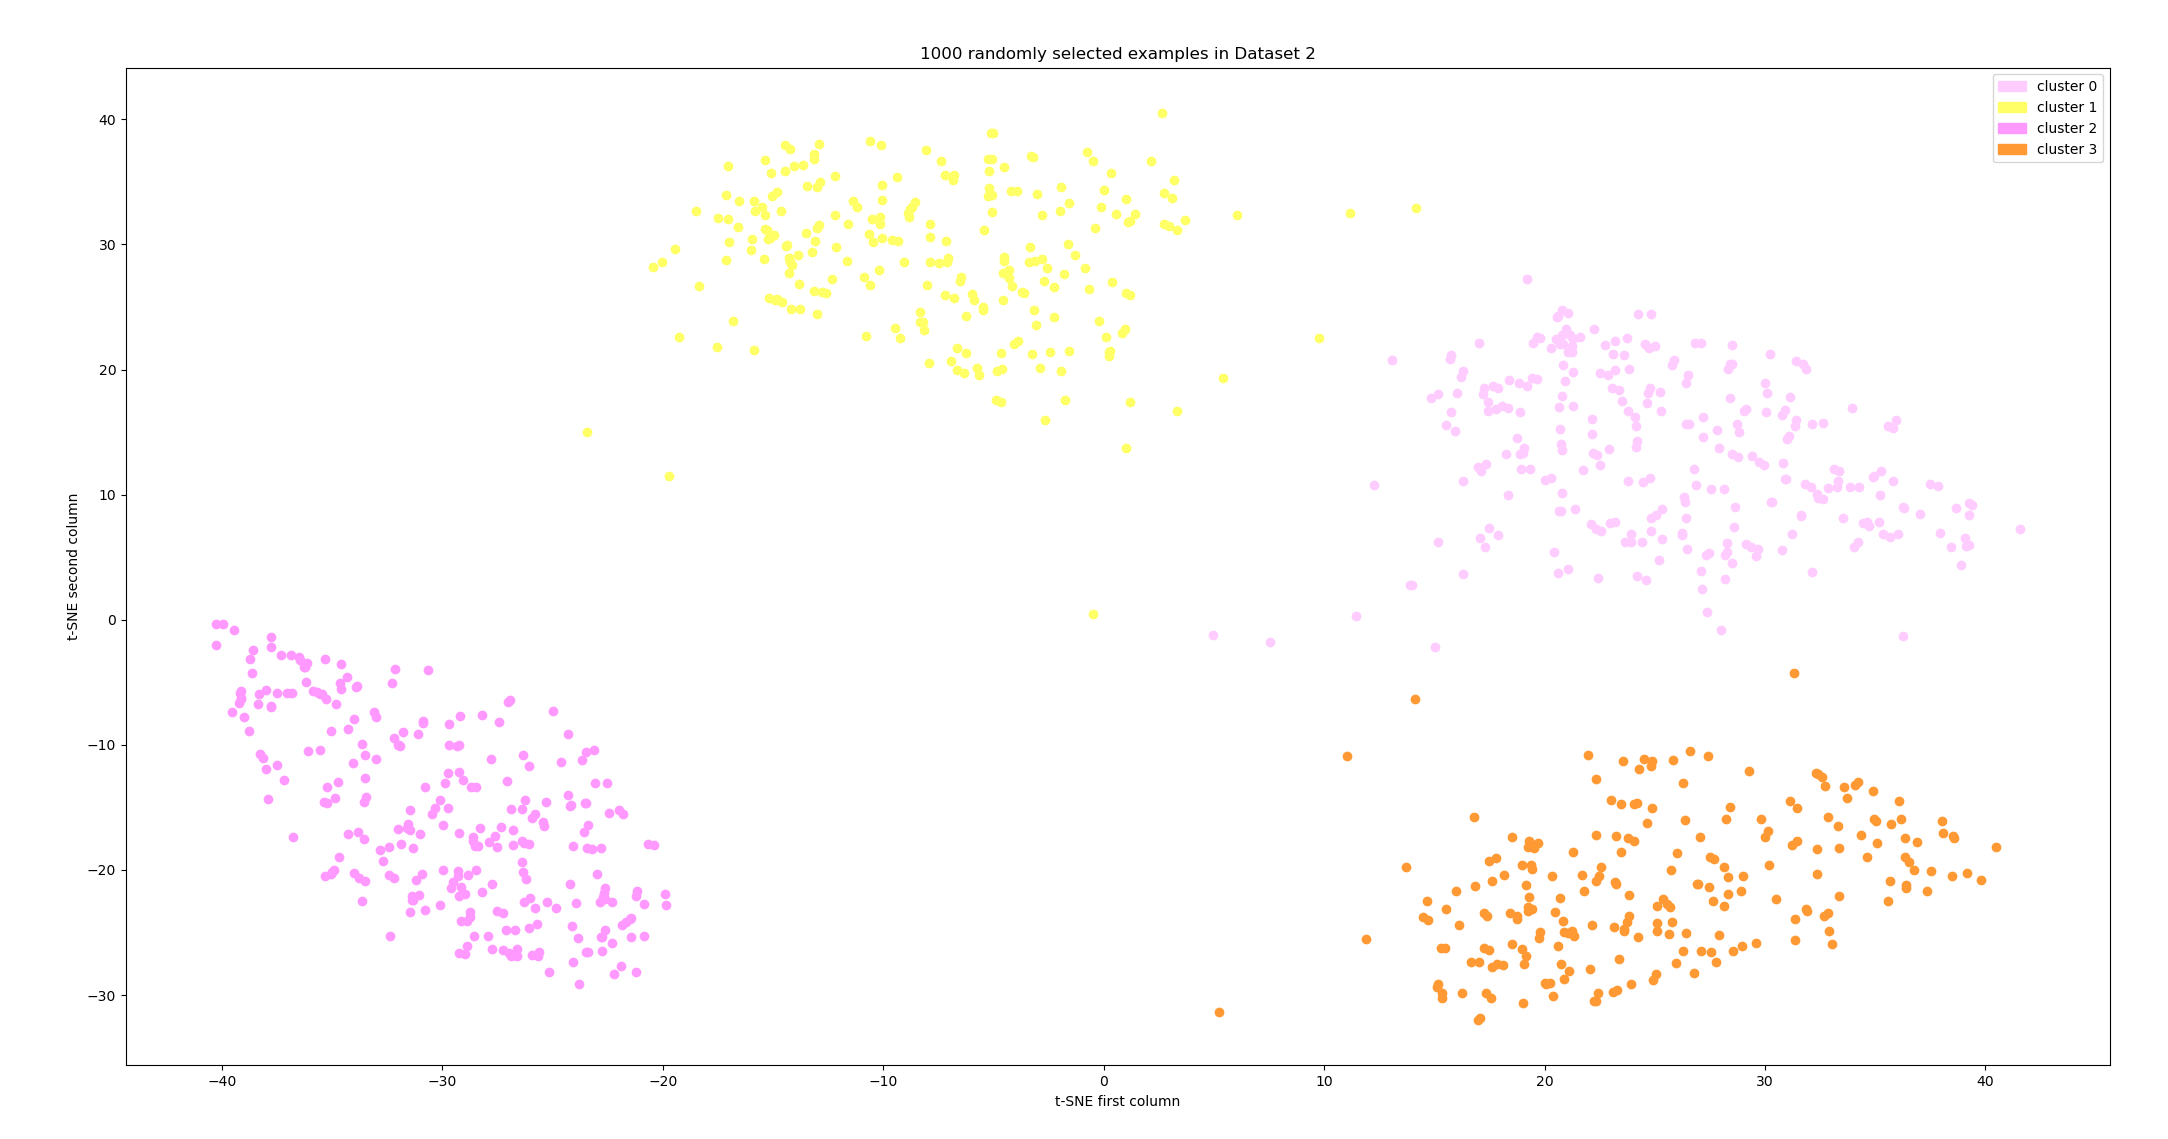 1000 randomly selected examples in Dataset 2
cluster 0
cluster 1
cluster 2
cluster 3
40
30
20
10
0
−10
−20
−30
t-SNE second column
−40
−30
−20
−10
0
10
20
30
40
t-SNE first column